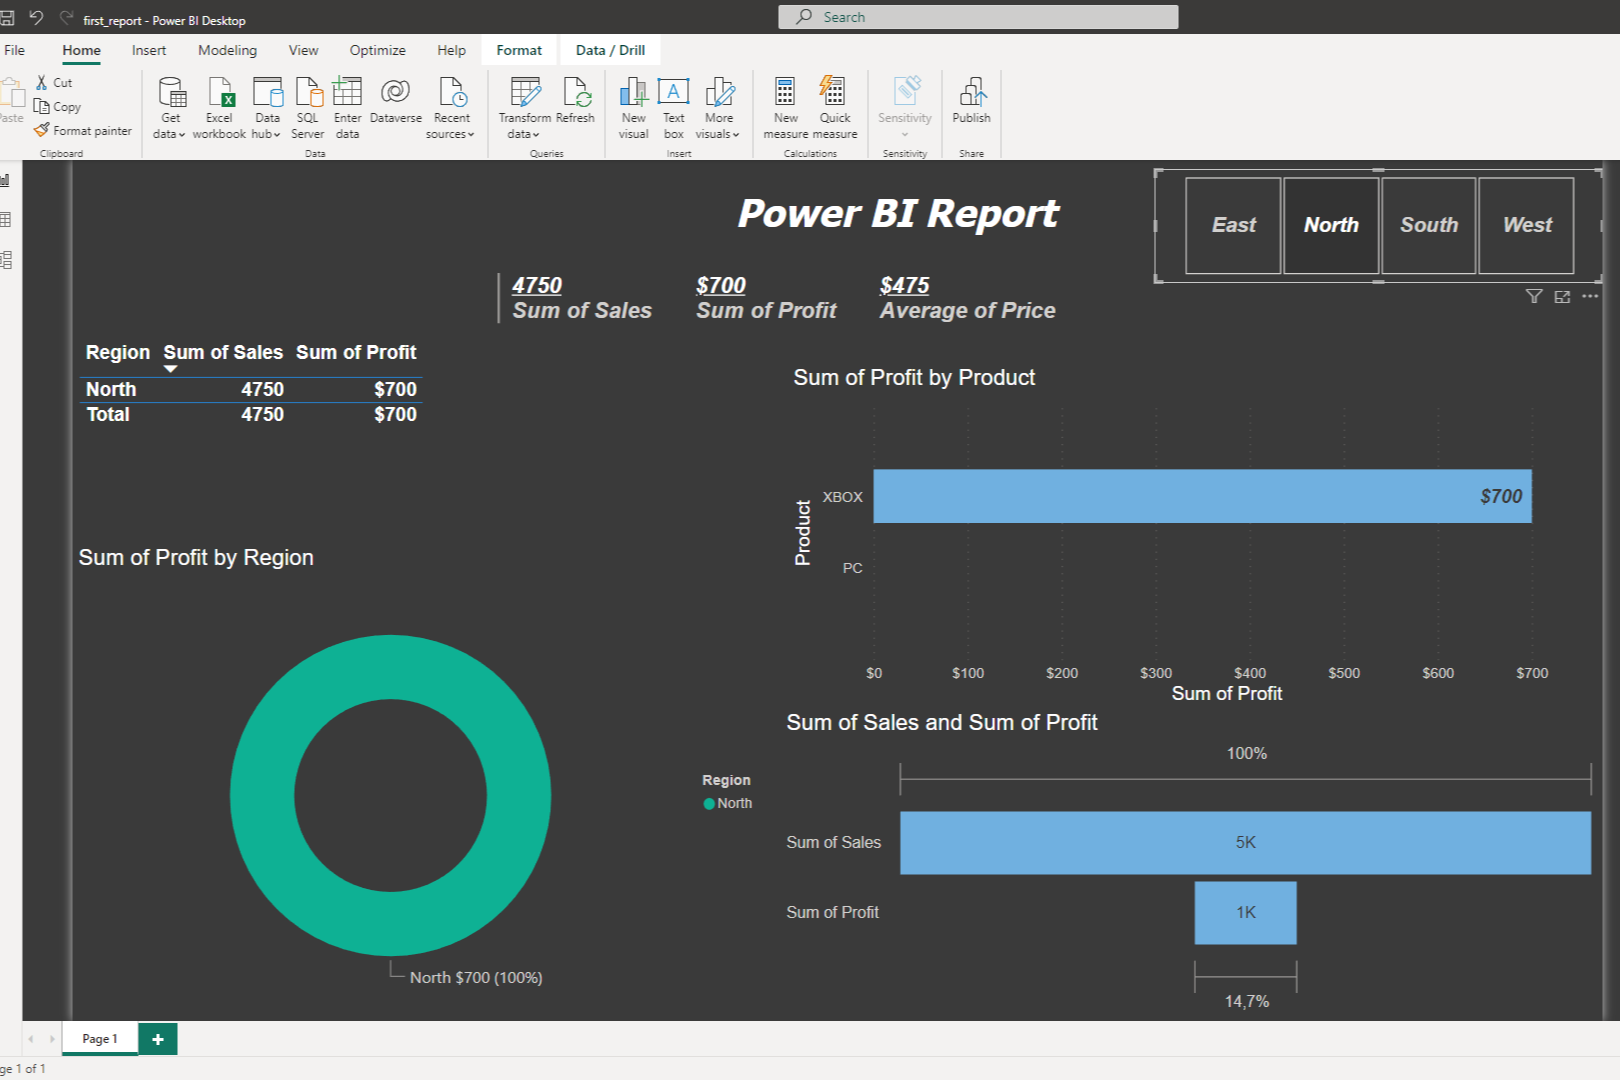 first_report - Power BI Desktop
Search
File Home Insert Modeling View Optimize Help Format Data / Drill
Paste
Cut
Copy
Format painter
Clipboard
Get data
Excel workbook
Data hub
SQL Server
Enter data
Dataverse
Recent sources
Data
Transform data
Refresh
Queries
New visual
A
Text box
More visuals
Insert
New measure
Quick measure
Calculations
Sensitivity
Sensitivity
Publish
Share
Power BI Report
East North South West
4750 $700 $475
Sum of Sales Sum of Profit Average of Price
Region Sum of Sales Sum of Profit
North 4750 $700
Total 4750 $700
Sum of Profit by Product
Product
XBOX
$700
PC
$0 $100 $200 $300 $400 $500 $600 $700
Sum of Profit
Sum of Profit by Region
Region
North
North $700 (100%)
Sum of Sales and Sum of Profit
100%
Sum of Sales 5K
Sum of Profit 1K
14,7%
Page 1
ge 1 of 1